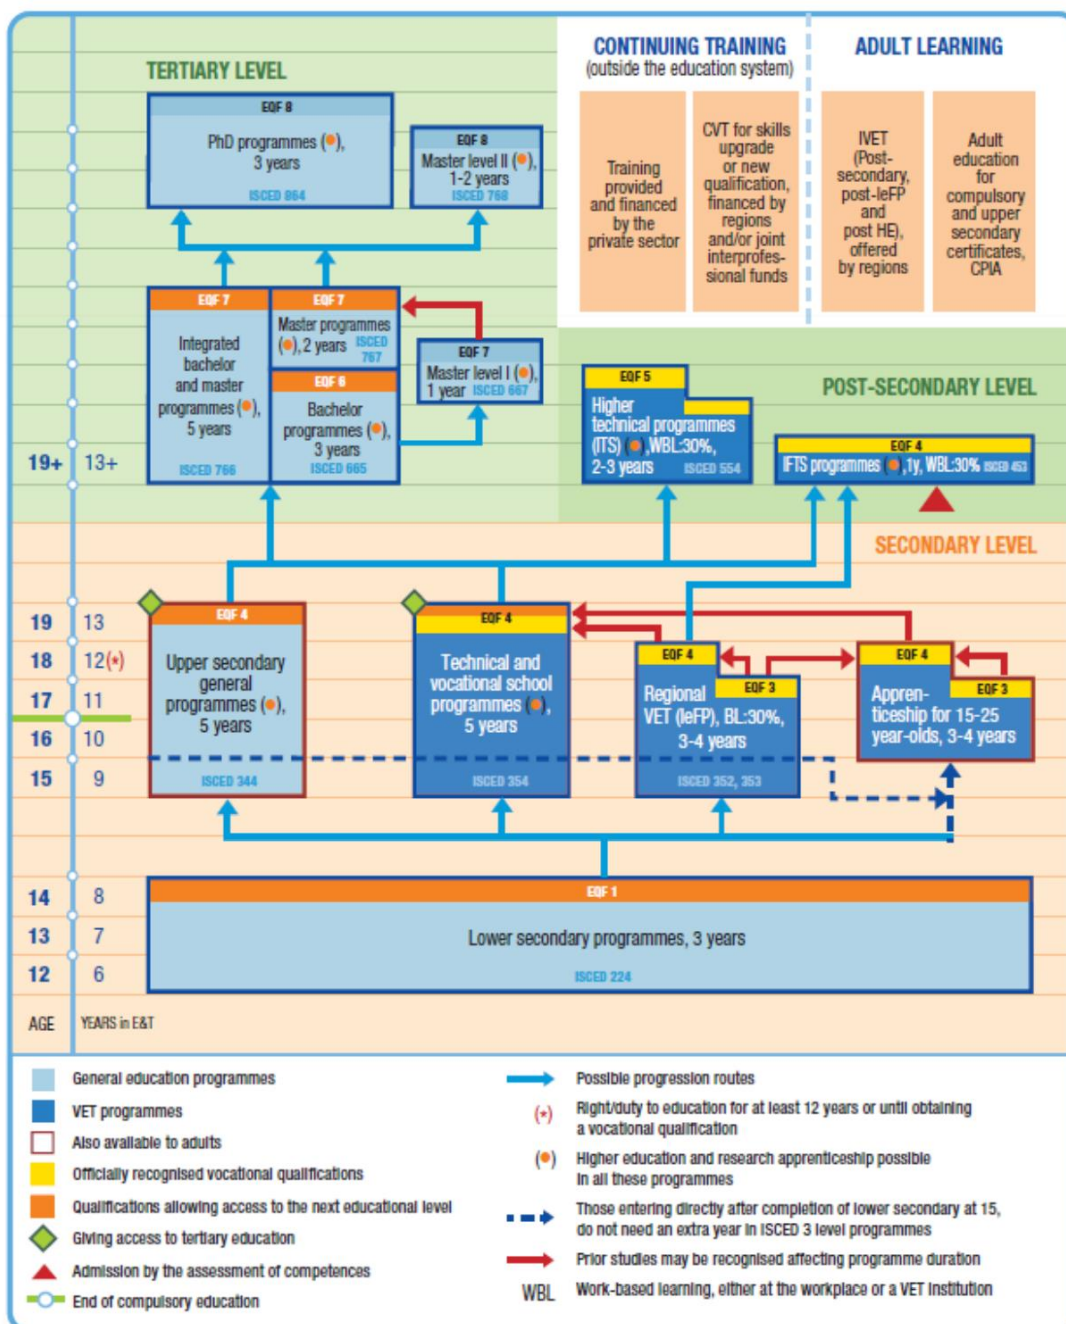 CONTINUING TRAINING
(outside the education system)
ADULT LEARNING
TERTIARY LEVEL
EQF 8
PhD programmes (●),
3 years
ISCED 864
EQF 8
Master level II (●),
1-2 years
ISCED 768
Training
provided
and financed
by the
private sector
CVT for skills
upgrade
or new
qualification,
financed by
regions
and/or joint
interprofes-
sional funds
IVET
(Post-
secondary,
post-IeFP
and
post HE),
offered
by regions
Adult
education
for
compulsory
and upper
secondary
certificates,
CPIA
EQF 7
Integrated
bachelor
and master
programmes (●),
5 years
ISCED 766
EQF 7
Master programmes
(●), 2 years ISCED
767
EQF 6
Bachelor
programmes (●),
3 years
ISCED 665
EQF 7
Master level I (●),
1 year ISCED 667
POST-SECONDARY LEVEL
EQF 5
Higher
technical programmes
(ITS) (●),WBL:30%,
2-3 years ISCED 554
EQF 4
IFTS programmes (●),1y, WBL:30% ISCED 453
19+ 13+
SECONDARY LEVEL
19 13
18 12(*)
17 11
16 10
15 9
EQF 4
Upper secondary
general
programmes (●),
5 years
ISCED 344
EQF 4
Technical and
vocational school
programmes (●),
5 years
ISCED 354
EQF 4
EQF 3
Regional
VET (IeFP), BL:30%,
3-4 years
ISCED 352, 353
EQF 4
EQF 3
Appren-
ticeship for 15-25
year-olds, 3-4 years
14 8
13 7
12 6
EQF 1
Lower secondary programmes, 3 years
ISCED 224
AGE YEARS in E&T
General education programmes
VET programmes
Also available to adults
Officially recognised vocational qualifications
Qualifications allowing access to the next educational level
Giving access to tertiary education
Admission by the assessment of competences
End of compulsory education
Possible progression routes
(*) Right/duty to education for at least 12 years or until obtaining
a vocational qualification
(●) Higher education and research apprenticeship possible
in all these programmes
Those entering directly after completion of lower secondary at 15,
do not need an extra year in ISCED 3 level programmes
Prior studies may be recognised affecting programme duration
WBL Work-based learning, either at the workplace or a VET institution